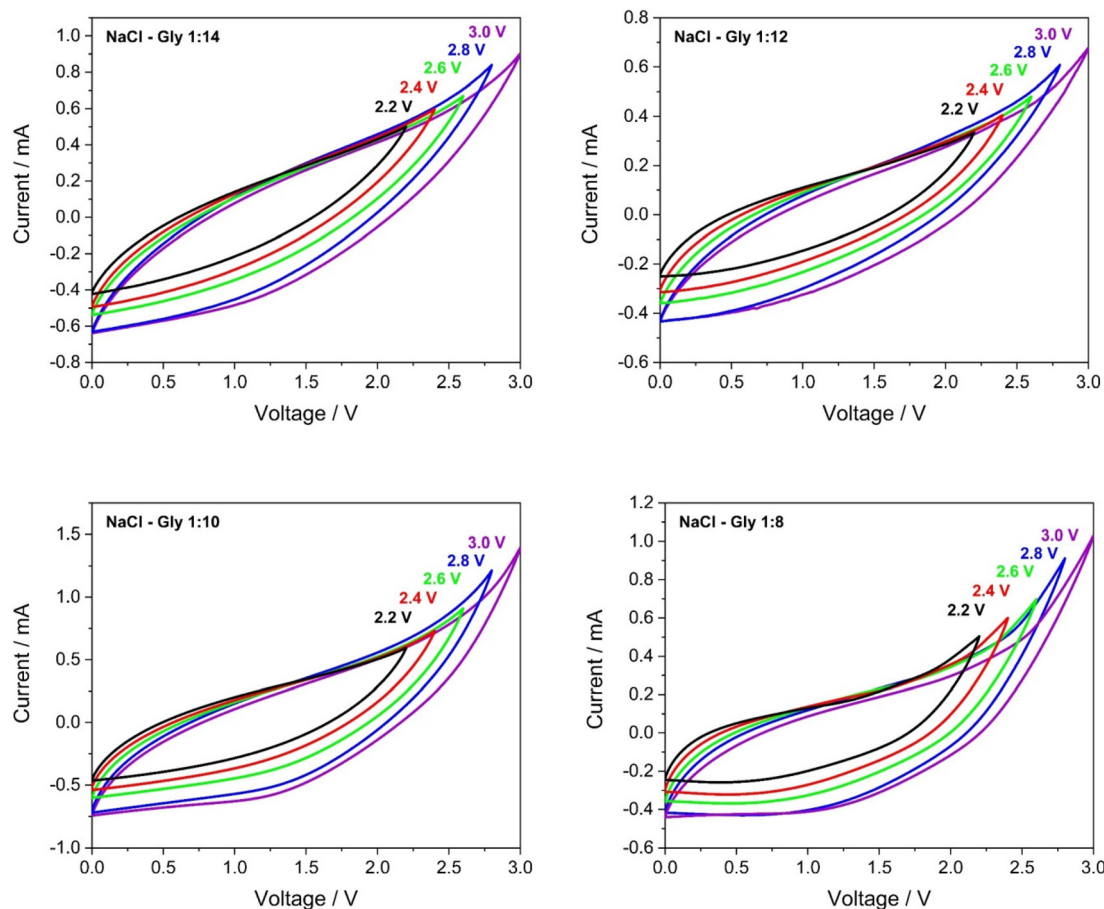 NaCl - Gly 1:14
3.0 V
2.8 V
2.6 V
2.4 V
2.2 V
1.0
0.8
0.6
0.4
0.2
0.0
-0.2
-0.4
-0.6
-0.8
Current / mA
0.0 0.5 1.0 1.5 2.0 2.5 3.0
Voltage / V
NaCl - Gly 1:12
3.0 V
2.8 V
2.6 V
2.4 V
2.2 V
0.8
0.6
0.4
0.2
0.0
-0.2
-0.4
-0.6
Current / mA
0.0 0.5 1.0 1.5 2.0 2.5 3.0
Voltage / V
NaCl - Gly 1:10
3.0 V
2.8 V
2.6 V
2.4 V
2.2 V
1.5
1.0
0.5
0.0
-0.5
-1.0
Current / mA
0.0 0.5 1.0 1.5 2.0 2.5 3.0
Voltage / V
NaCl - Gly 1:8
3.0 V
2.8 V
2.6 V
2.4 V
2.2 V
1.2
1.0
0.8
0.6
0.4
0.2
0.0
-0.2
-0.4
-0.6
Current / mA
0.0 0.5 1.0 1.5 2.0 2.5 3.0
Voltage / V